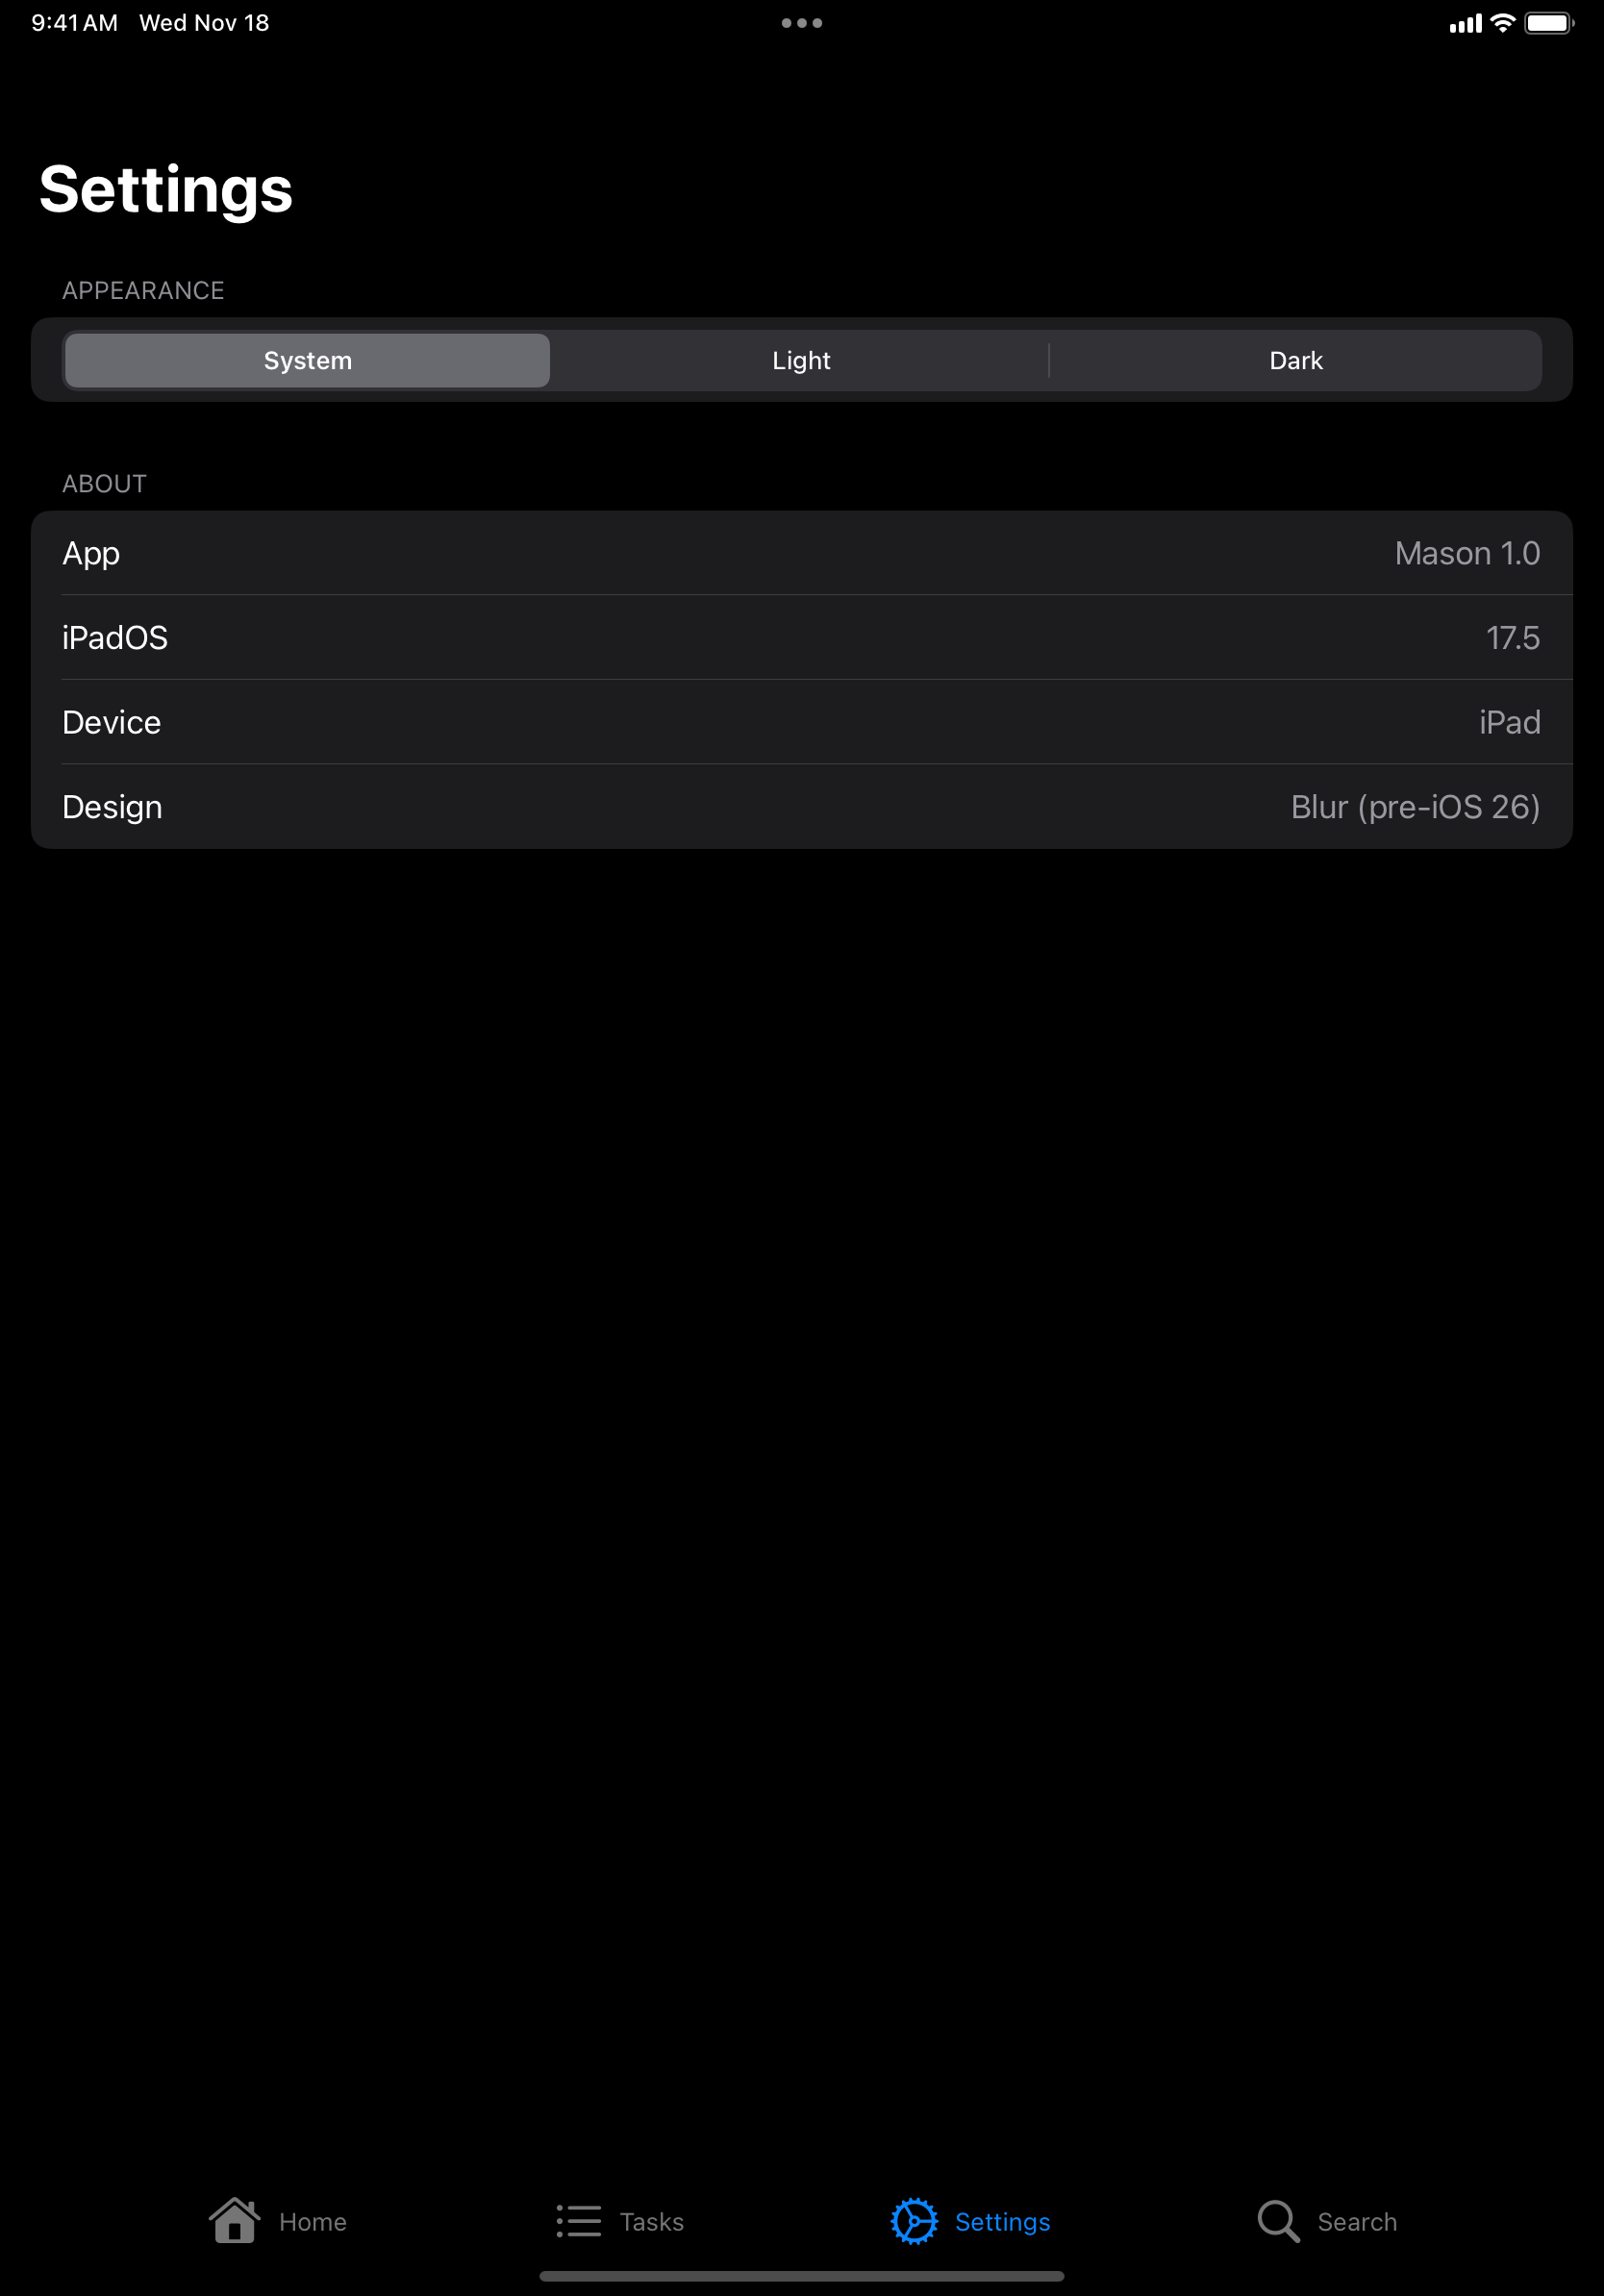 9:41 AM Wed Nov 18
Settings
APPEARANCE
System Light Dark
ABOUT
App Mason 1.0
iPadOS 17.5
Device iPad
Design Blur (pre-iOS 26)
Home Tasks Settings Search